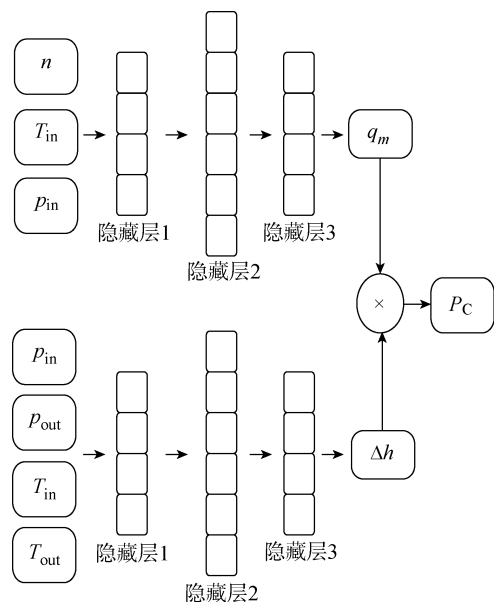 n
T_in
p_in
q_m
隐藏层1
隐藏层2
隐藏层3
×
P_C
p_in
p_out
T_in
T_out
Δh
隐藏层1
隐藏层2
隐藏层3